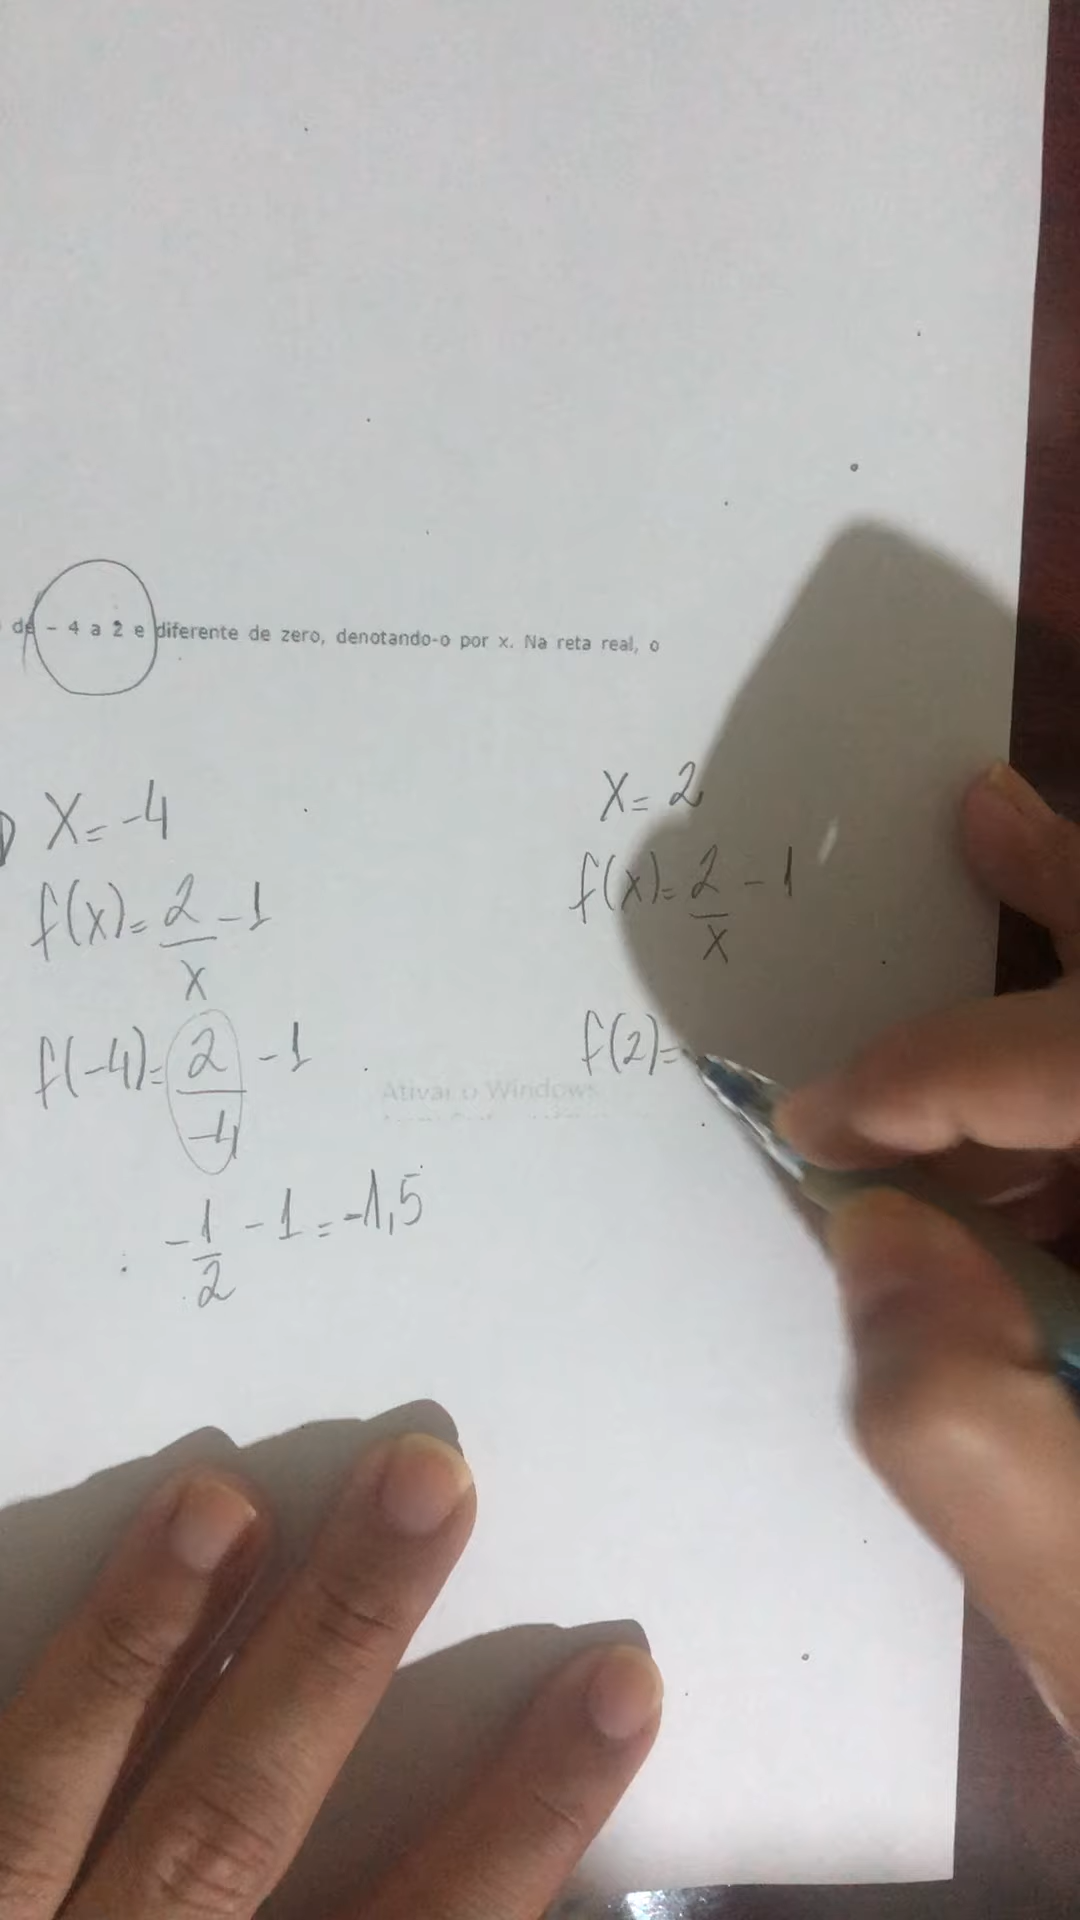 de - 4 a 2 e diferente de zero, denotando-o por x. Na reta real, o
x = -4
f(x) = 2/x - 1
f(-4) = 2/-4 - 1
-1/2 - 1 = -1,5
x = 2
f(x) = 2/x - 1
f(2) =
Ativar o Windows